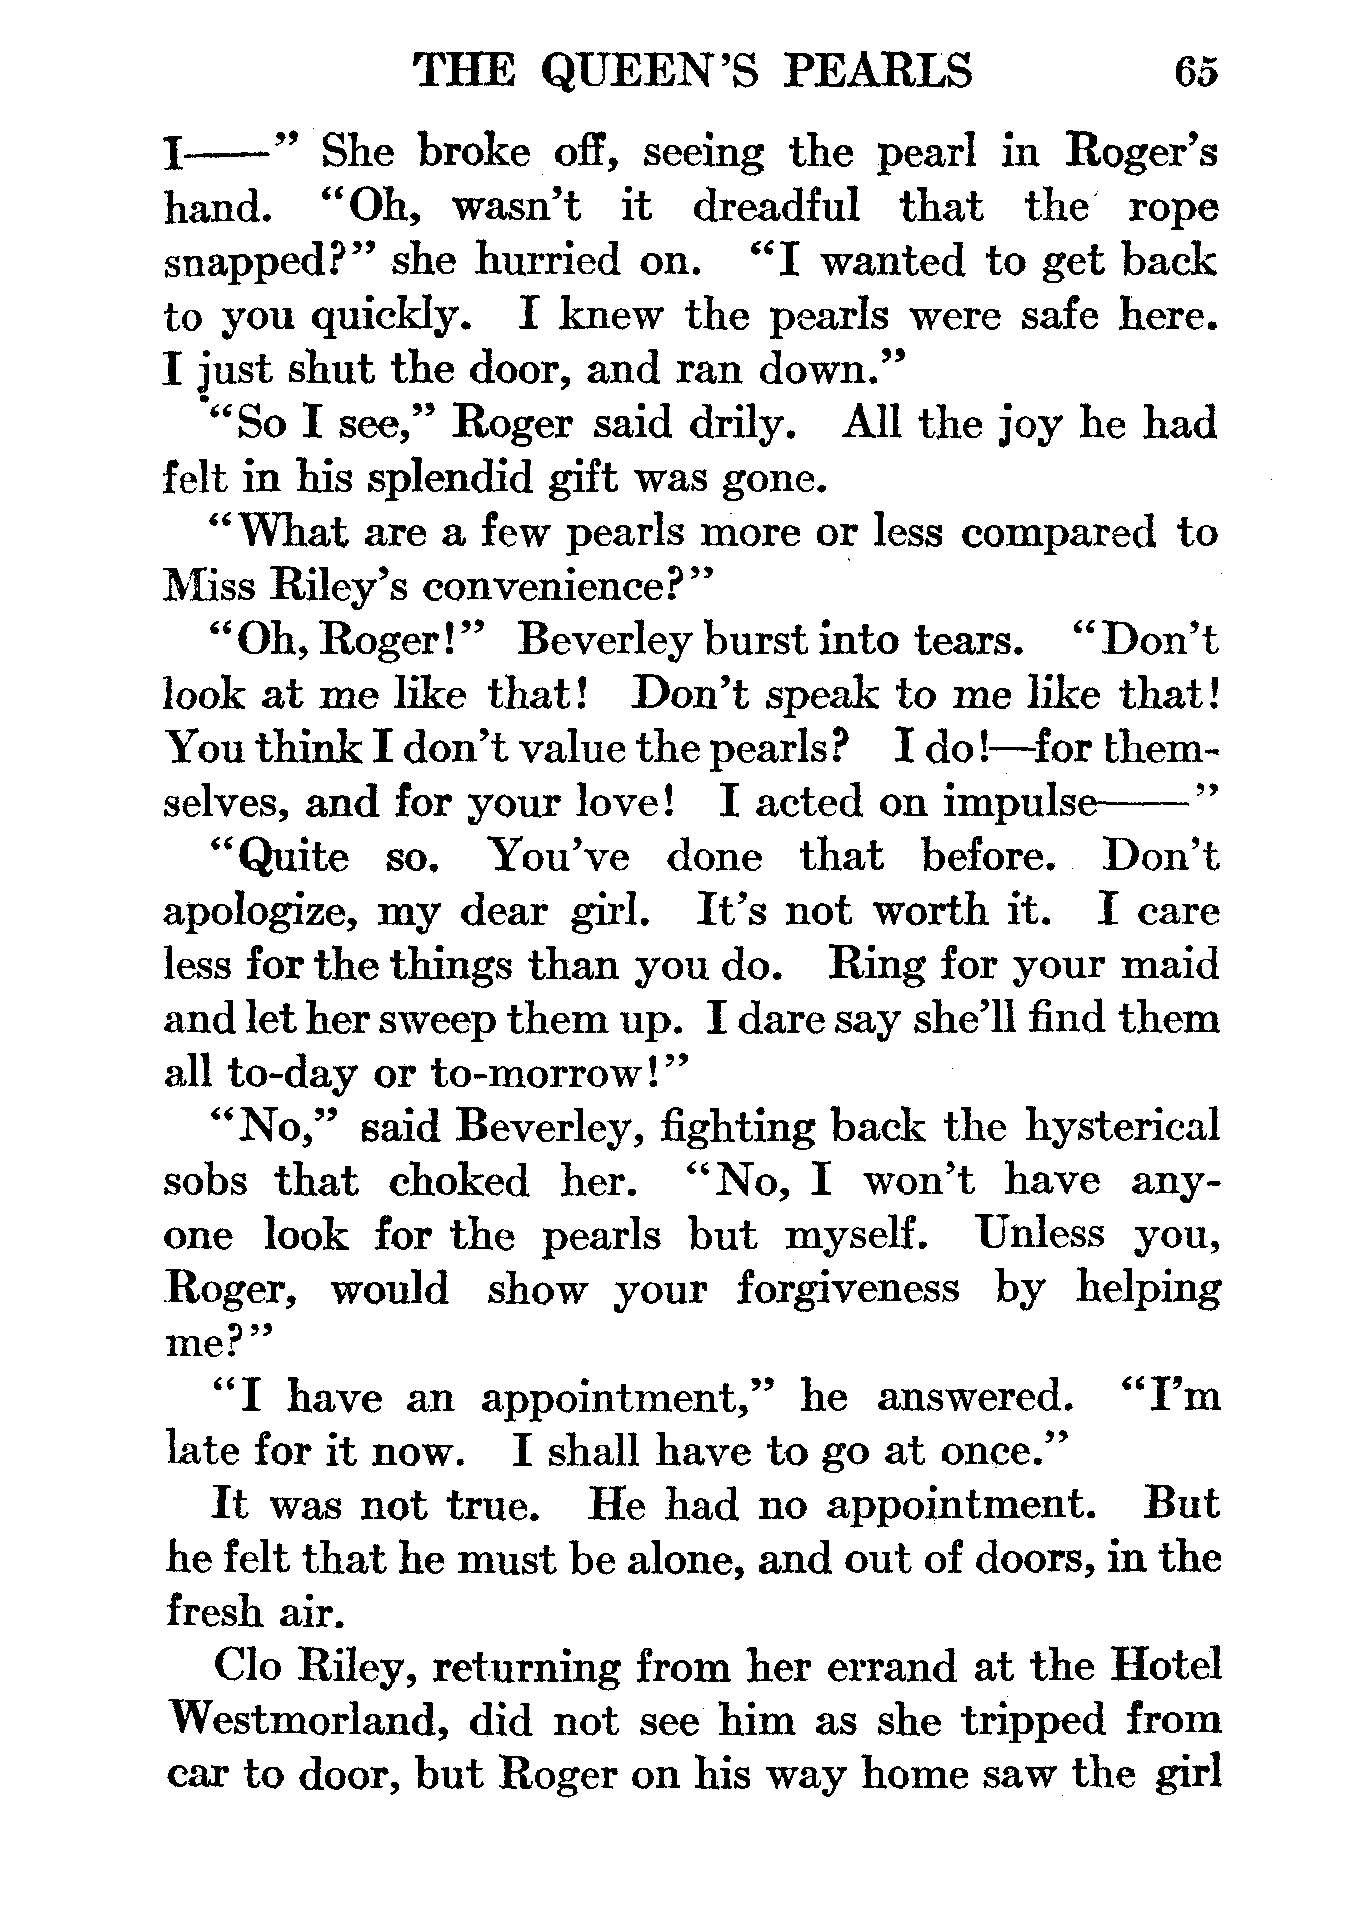 THE QUEEN'S PEARLS 65
I——" She broke off, seeing the pearl in Roger's
hand. "Oh, wasn't it dreadful that the rope
snapped?" she hurried on. "I wanted to get back
to you quickly. I knew the pearls were safe here.
I just shut the door, and ran down."
"So I see," Roger said drily. All the joy he had
felt in his splendid gift was gone.
"What are a few pearls more or less compared to
Miss Riley's convenience?"
"Oh, Roger!" Beverley burst into tears. "Don't
look at me like that! Don't speak to me like that!
You think I don't value the pearls? I do!—for them-
selves, and for your love! I acted on impulse——"
"Quite so. You've done that before. Don't
apologize, my dear girl. It's not worth it. I care
less for the things than you do. Ring for your maid
and let her sweep them up. I dare say she'll find them
all to-day or to-morrow!"
"No," said Beverley, fighting back the hysterical
sobs that choked her. "No, I won't have any-
one look for the pearls but myself. Unless you,
Roger, would show your forgiveness by helping
me?"
"I have an appointment," he answered. "I'm
late for it now. I shall have to go at once."
It was not true. He had no appointment. But
he felt that he must be alone, and out of doors, in the
fresh air.
Clo Riley, returning from her errand at the Hotel
Westmorland, did not see him as she tripped from
car to door, but Roger on his way home saw the girl